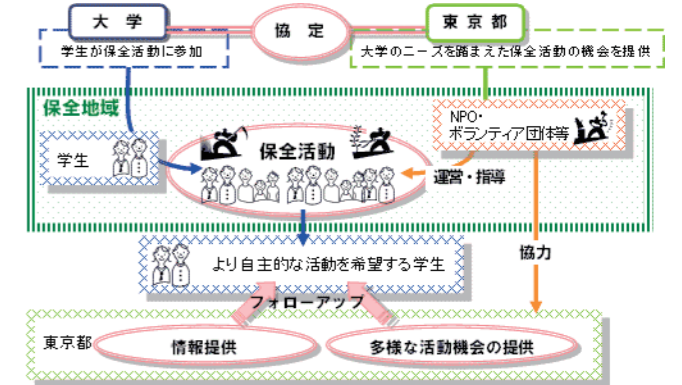 大学
協定
東京都
学生が保全活動に参加
大学のニーズを踏まえた保全活動の機会を提供
保全地域
NPO・
ボランティア団体等
学生
保全活動
運営・指導
より自主的な活動を希望する学生
協力
フォローアップ
東京都
情報提供
多様な活動機会の提供